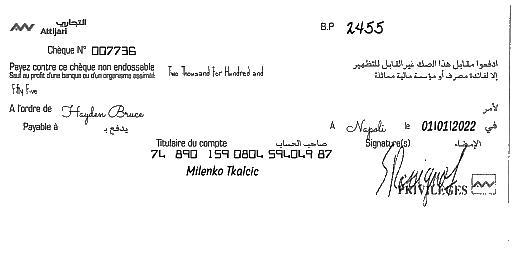 التجاري
Attijari
B.P 2455
Chèque N° 007736
Payez contre ce chèque non endossable
Sauf au profit d'une banque ou d'un organisme assimilé
Two Thousand for Hundred and
Fifty Five
ادفعوا مقابل هذا الصك غير القابل للتظهير
إلا لفائدة مصرف أو مؤسسة مالية مماثلة
A l'ordre de Hayden Bruce
لأمر
Payable à يدفع بـ
A Napoli le 01/01/2022 في
Titulaire du compte صاحب الحساب
Signature(s) الإمضاء
74 890 159 0804 594049 87
Milenko Tkalcic
PRIVILEGES